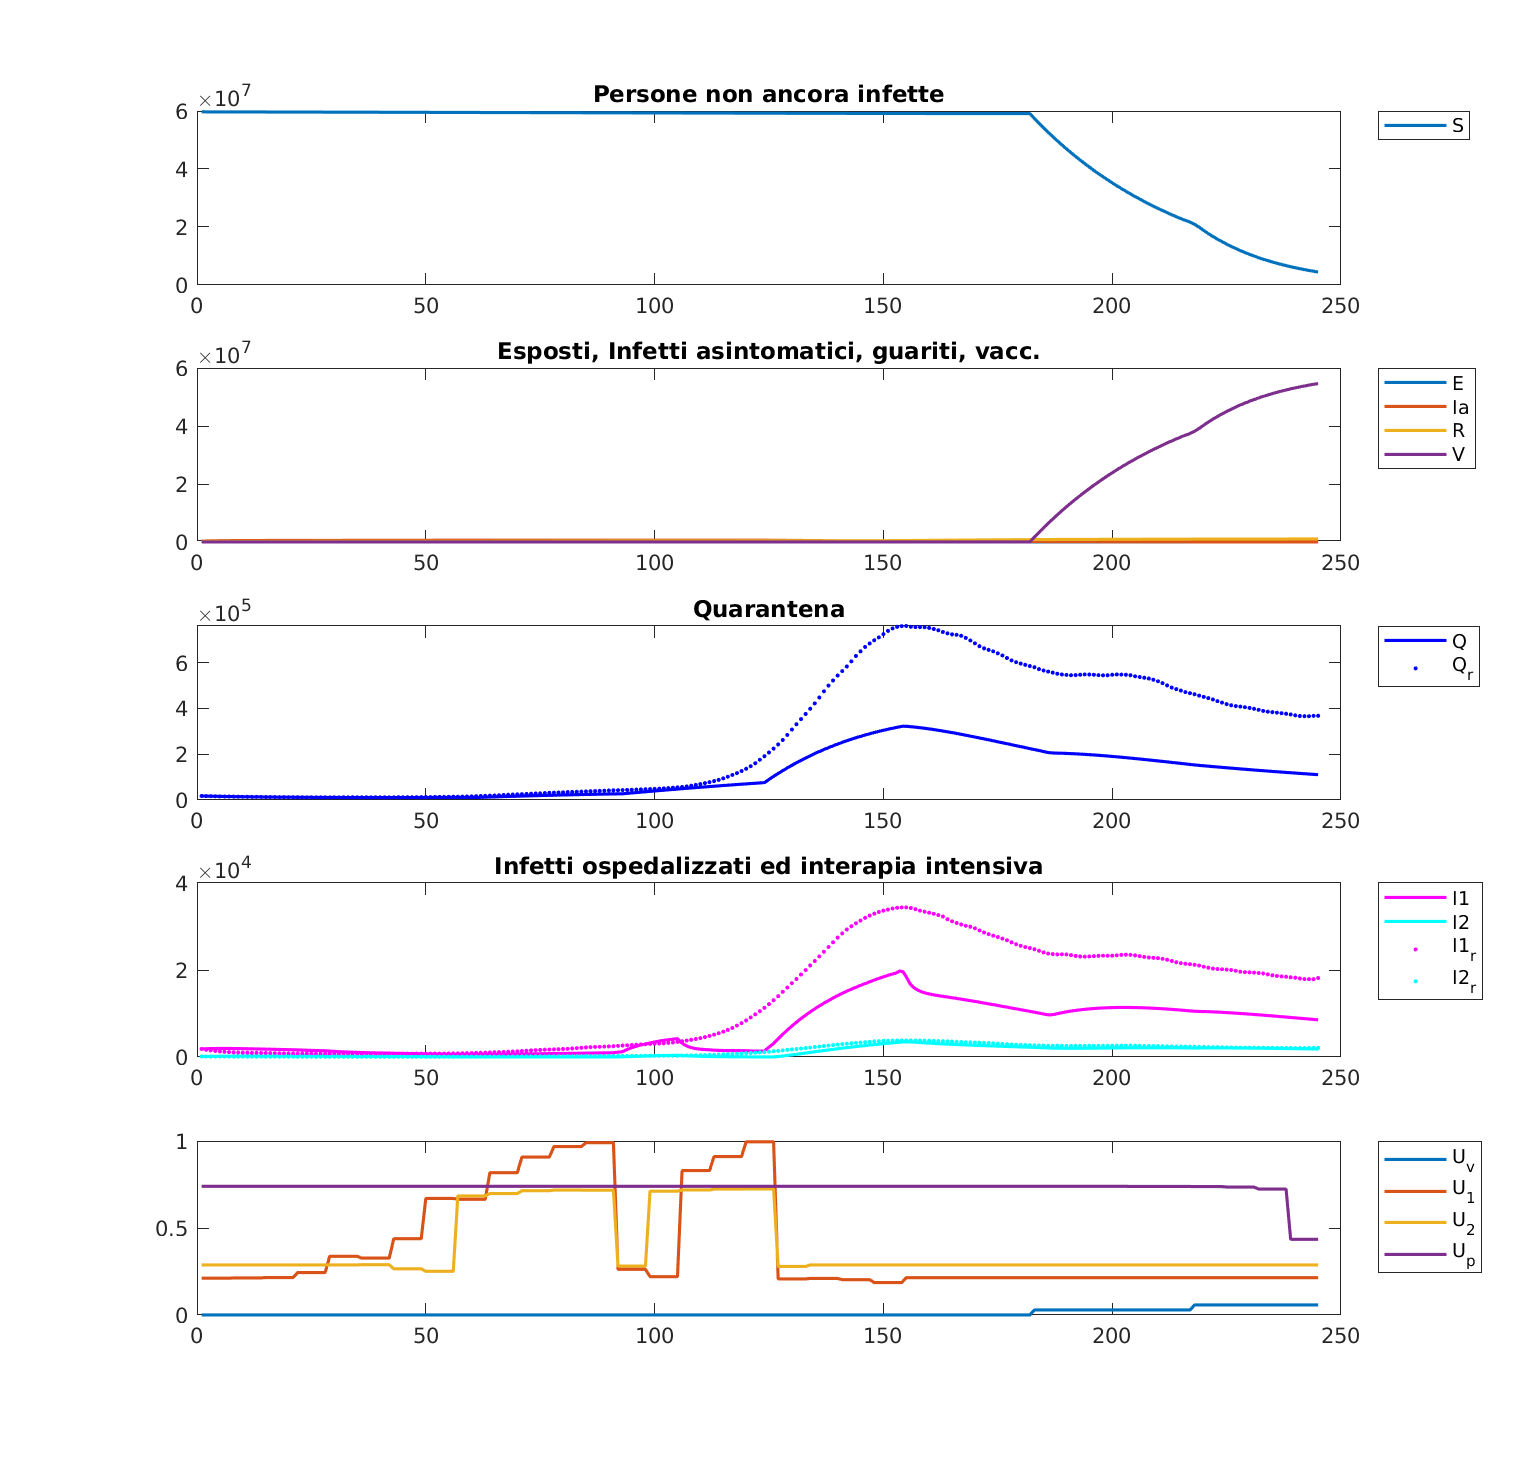 Persone non ancora infette
×10^7
6
4
2
0
0 50 100 150 200 250
S
Esposti, Infetti asintomatici, guariti, vacc.
×10^7
6
4
2
0
0 50 100 150 200 250
E
Ia
R
V
Quarantena
×10^5
6
4
2
0
0 50 100 150 200 250
Q
Q_r
Infetti ospedalizzati ed interapia intensiva
×10^4
4
2
0
0 50 100 150 200 250
I1
I2
I1_r
I2_r
1
0.5
0
0 50 100 150 200 250
U_v
U_1
U_2
U_p